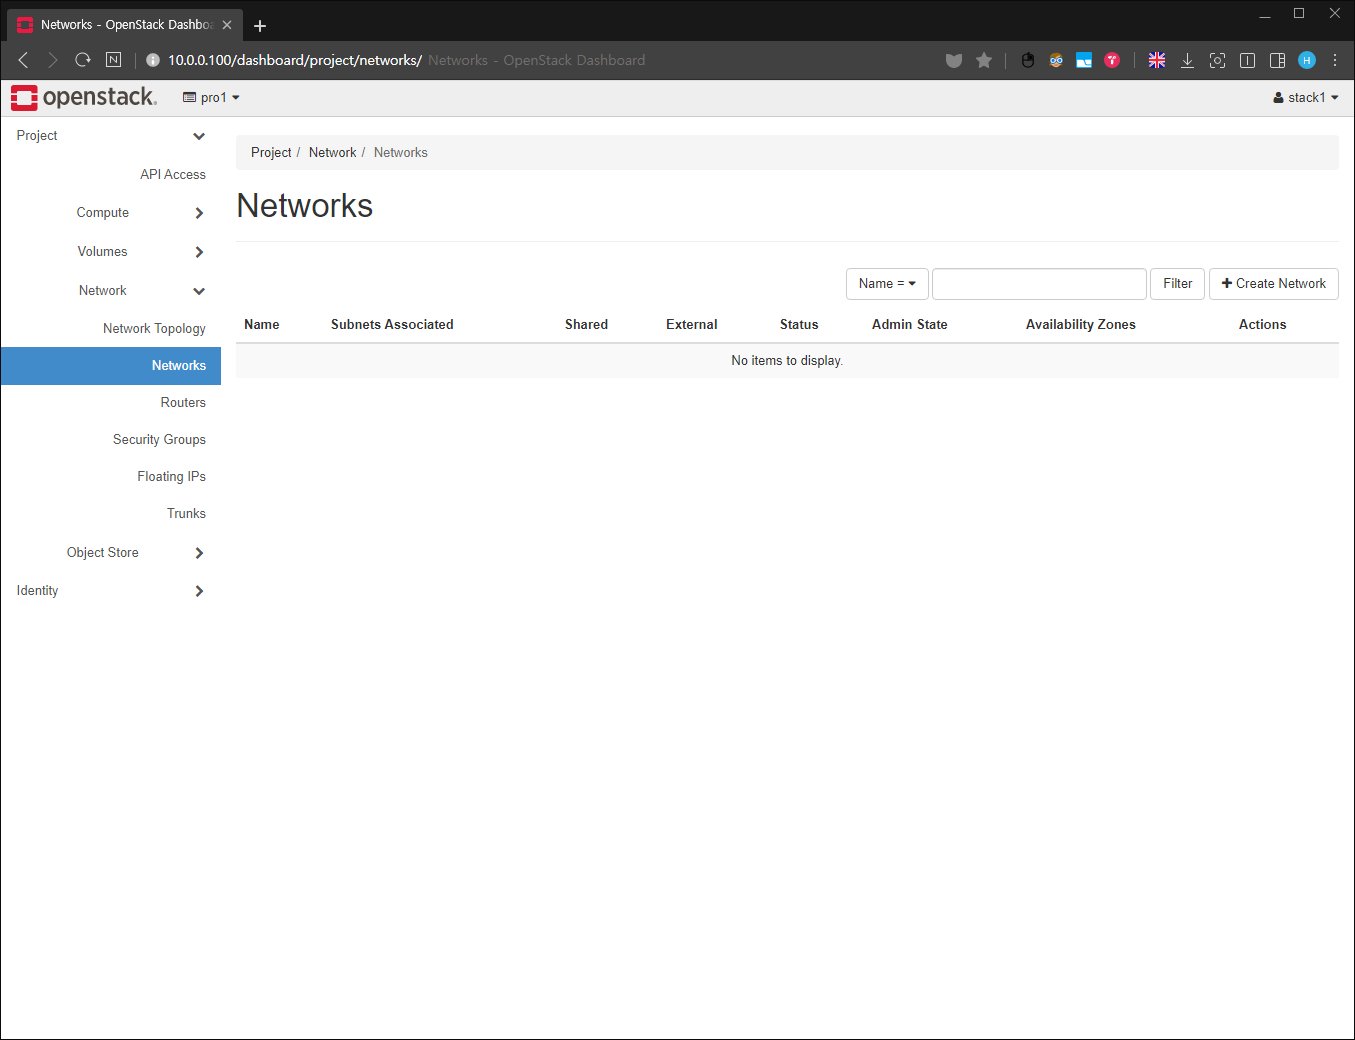 Networks - OpenStack Dashboa
10.0.0.100/dashboard/project/networks/ Networks - OpenStack Dashboard
H
openstack. pro1 stack1
Project
API Access
Compute
Volumes
Network
Network Topology
Networks
Routers
Security Groups
Floating IPs
Trunks
Object Store
Identity
Project / Network / Networks
Networks
Name = Filter Create Network
Name Subnets Associated Shared External Status Admin State Availability Zones Actions
No items to display.